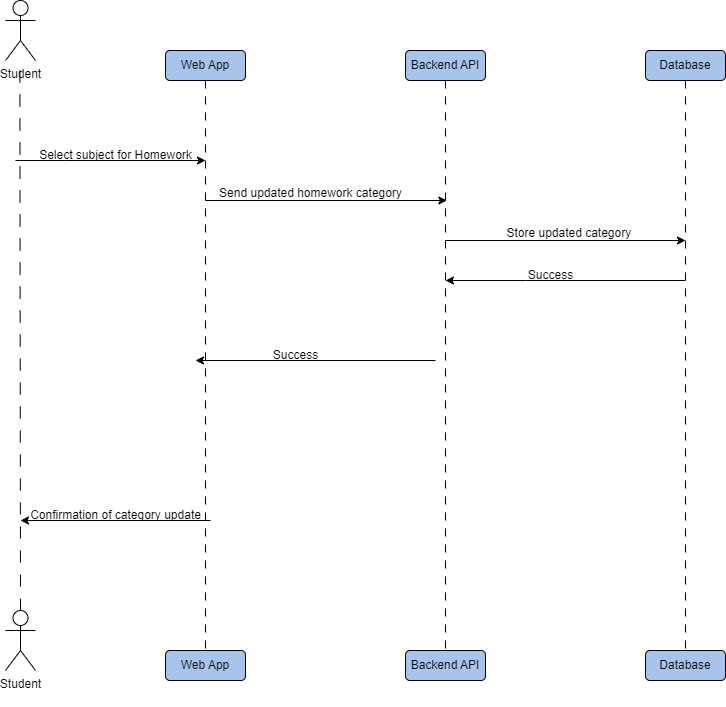 Student
Web App
Backend API
Database
Select subject for Homework
Send updated homework category
Store updated category
Success
Success
Confirmation of category update
Web App
Backend API
Database
Student